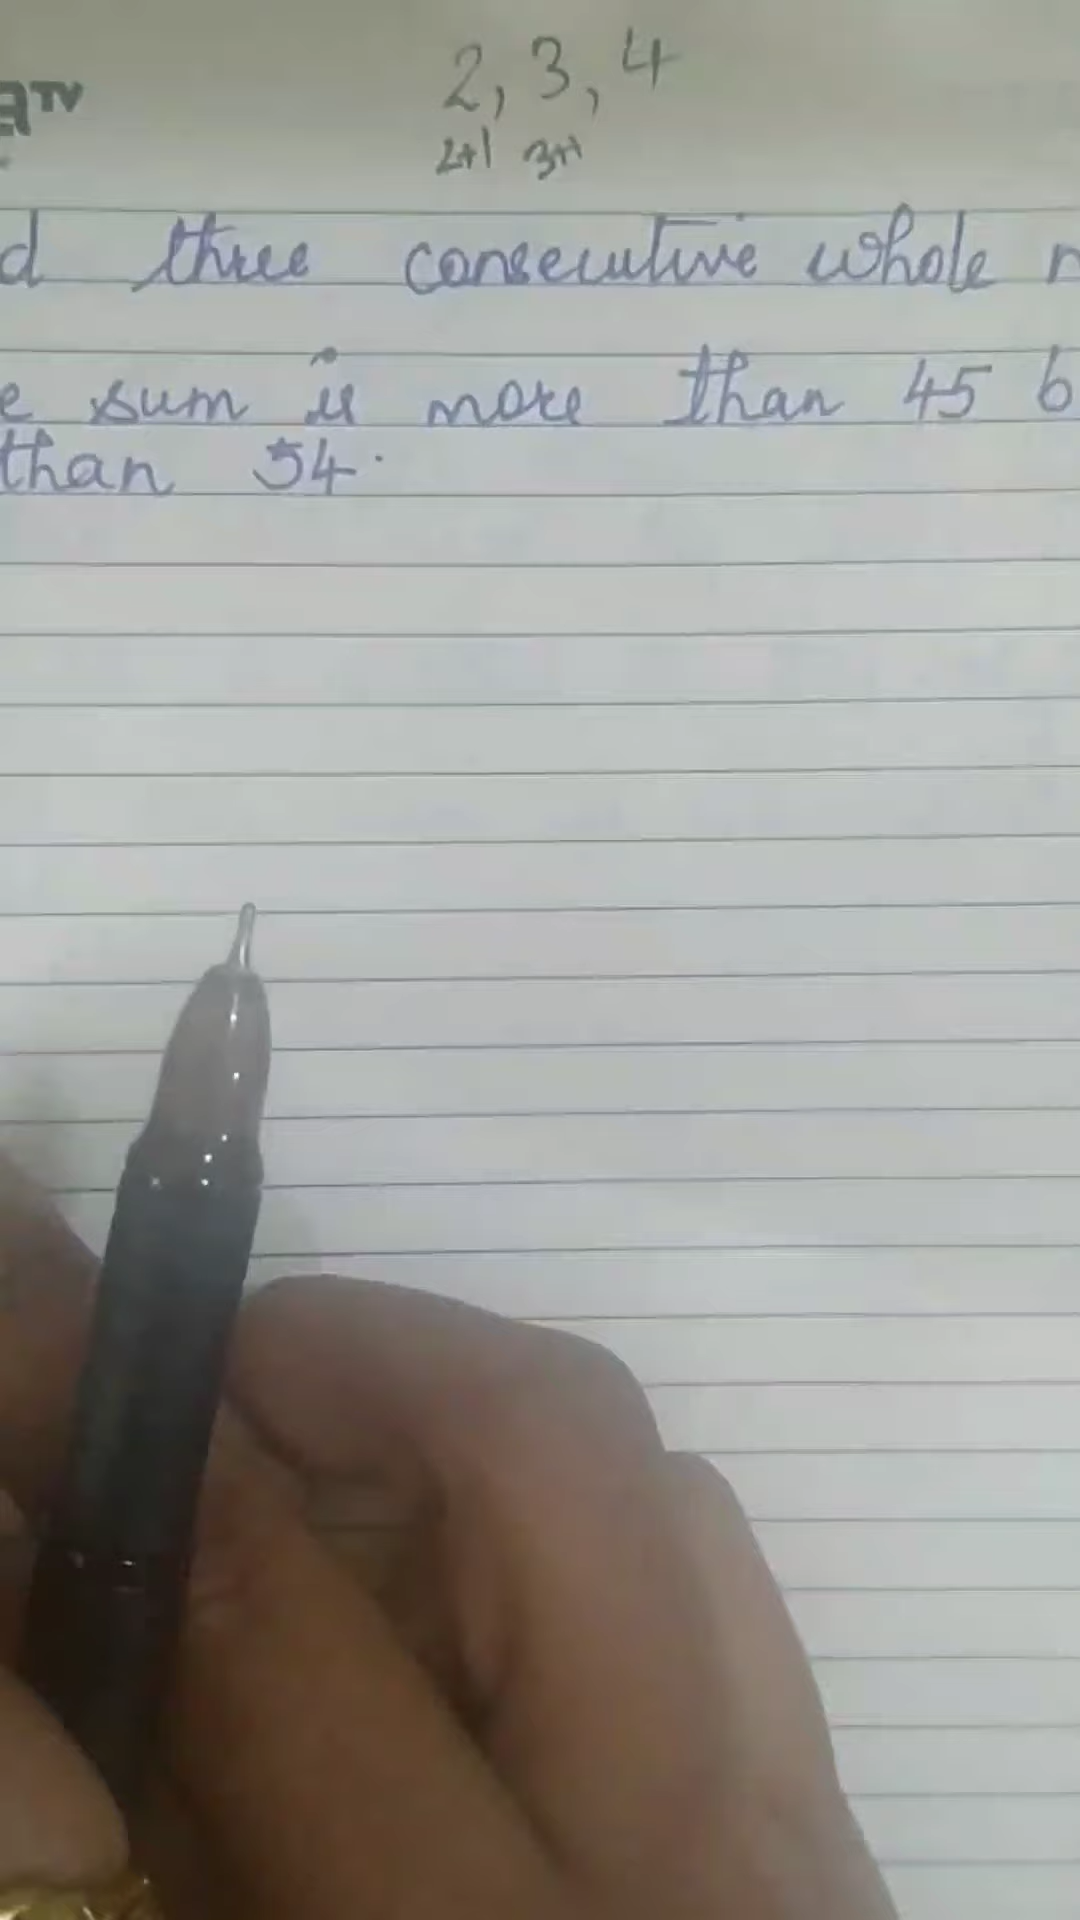 2, 3, 4
2+1 3+1
d three consecutive whole
e sum is more than 45 b
than 54.